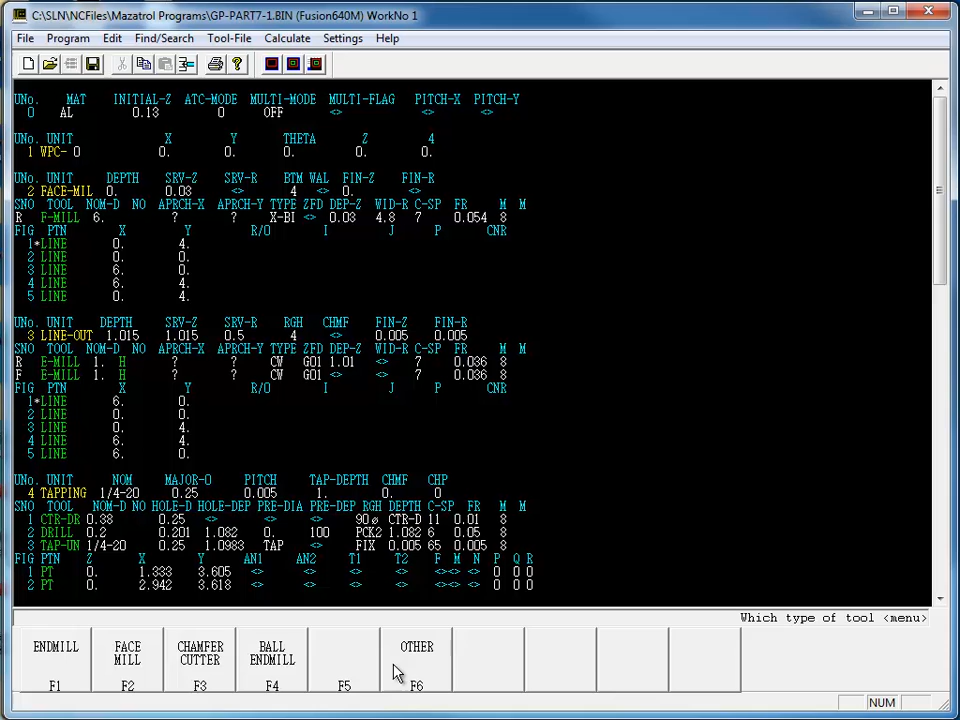 C:\SLN\NCFiles\Mazatrol Programs\GP-PART7-1.BIN (Fusion640M) WorkNo 1
File Program Edit Find/Search Tool-File Calculate Settings Help
UNo. MAT INITIAL-Z ATC-MODE MULTI-MODE MULTI-FLAG PITCH-X PITCH-Y
0 AL 0.13 0 OFF <> <> <>
UNo. UNIT X Y THETA Z 4
1 WPC- 0 0. 0. 0. 0. 0.
UNo. UNIT DEPTH SRV-Z SRV-R BTM WAL FIN-Z FIN-R
2 FACE-MIL 0. 0.03 <> 4 <> 0. <>
SNO TOOL NOM-D NO APRCH-X APRCH-Y TYPE ZFD DEP-Z WID-R C-SP FR M M
R F-MILL 6. ? ? X-BI <> 0.03 4.8 7 0.054 8
FIG PTN X Y R/O I J P CNR
1*LINE 0. 4.
2 LINE 0. 0.
3 LINE 6. 0.
4 LINE 6. 4.
5 LINE 0. 4.
UNo. UNIT DEPTH SRV-Z SRV-R RGH CHMF FIN-Z FIN-R
3 LINE-OUT 1.015 1.015 0.5 4 <> 0.005 0.005
SNO TOOL NOM-D NO APRCH-X APRCH-Y TYPE ZFD DEP-Z WID-R C-SP FR M M
R E-MILL 1. H ? ? CW G01 1.01 <> 7 0.036 8
F E-MILL 1. H ? ? CW G01 <> <> 7 0.036 8
FIG PTN X Y R/O I J P CNR
1*LINE 6. 0.
2 LINE 0. 0.
3 LINE 0. 4.
4 LINE 6. 4.
5 LINE 6. 0.
UNo. UNIT NOM MAJOR-O PITCH TAP-DEPTH CHMF CHP
4 TAPPING 1/4-20 0.25 0.005 1. 0. 0
SNO TOOL NOM-D NO HOLE-D HOLE-DEP PRE-DIA PRE-DEP RGH DEPTH C-SP FR M M
1 CTR-DR 0.38 0.25 <> <> <> 90ø CTR-D 11 0.01 8
2 DRILL 0.2 0.201 1.082 0. 100 PCK2 1.082 6 0.05 8
3 TAP-UN 1/4-20 0.25 1.0983 TAP <> FIX 0.005 65 0.005 8
FIG PTN Z X Y AN1 AN2 T1 T2 F M N P Q R
1 PT 0. 1.333 3.605 <> <> <> <> <><> <> 0 0 0
2 PT 0. 2.942 3.618 <> <> <> <> <><> <> 0 0 0
Which type of tool <menu>
ENDMILL FACE MILL CHAMFER CUTTER BALL ENDMILL OTHER
F1 F2 F3 F4 F5 F6
NUM